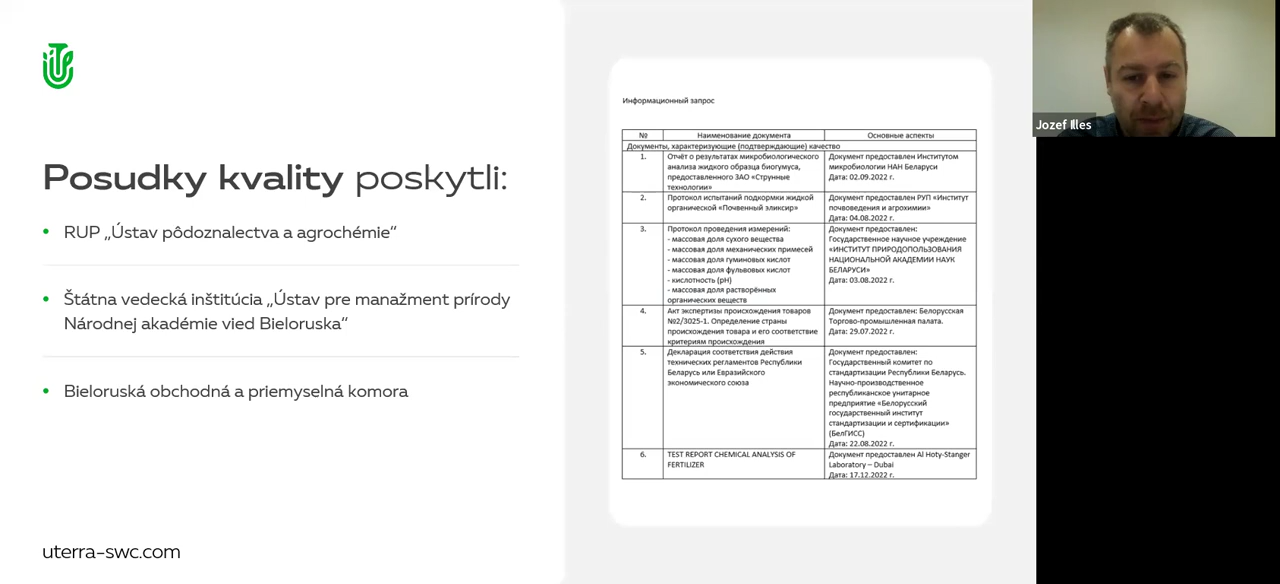 Posudky kvality poskytli:
• RUP „Ústav pôdoznalectva a agrochémie“
• Štátna vedecká inštitúcia „Ústav pre manažment prírody
Národnej akadémie vied Bieloruska“
• Bieloruská obchodná a priemyselná komora
uterra-swc.com
Информационный запрос
№ Наименование документа Основные аспекты
Документы, характеризующие (подтверждающие) качество
1. Отчёт о результатах микробиологического
анализа жидкого образца биогумуса,
предоставленного ЗАО «Струнные
технологии»
Документ предоставлен Институтом
микробиологии НАН Беларуси
Дата: 02.09.2022 г.
2. Протокол испытаний подкормки жидкой
органической «Почвенный эликсир»
Документ предоставлен РУП «Институт
почвоведения и агрохимии»
Дата: 04.08.2022 г.
3. Протокол проведения измерений:
- массовая доля сухого вещества
- массовая доля механических примесей
- массовая доля гуминовых кислот
- массовая доля фульвовых кислот
- кислотность (pH)
- массовая доля растворённых
органических веществ
Документ предоставлен:
Государственное научное учреждение
«ИНСТИТУТ ПРИРОДОПОЛЬЗОВАНИЯ
НАЦИОНАЛЬНОЙ АКАДЕМИИ НАУК
БЕЛАРУСИ»
Дата: 03.08.2022 г.
4. Акт экспертизы происхождения товаров
№2/3025-1. Определение страны
происхождения товара и его соответствие
критериям происхождения
Документ предоставлен: Белорусская
Торгово-промышленная палата.
Дата: 29.07.2022 г.
5. Декларация соответствия действия
технических регламентов Республики
Беларусь или Евразийского
экономического союза
Документ предоставлен:
Государственный комитет по
стандартизации Республики Беларусь.
Научно-производственное
республиканское унитарное
предприятие «Белорусский
государственный институт
стандартизации и сертификации»
(БелГИСС)
Дата: 22.08.2022 г.
6. TEST REPORT CHEMICAL ANALYSIS OF
FERTILIZER
Документ предоставлен Al Hoty-Stanger
Laboratory – Dubai
Дата: 17.12.2022 г.
Jozef Illes